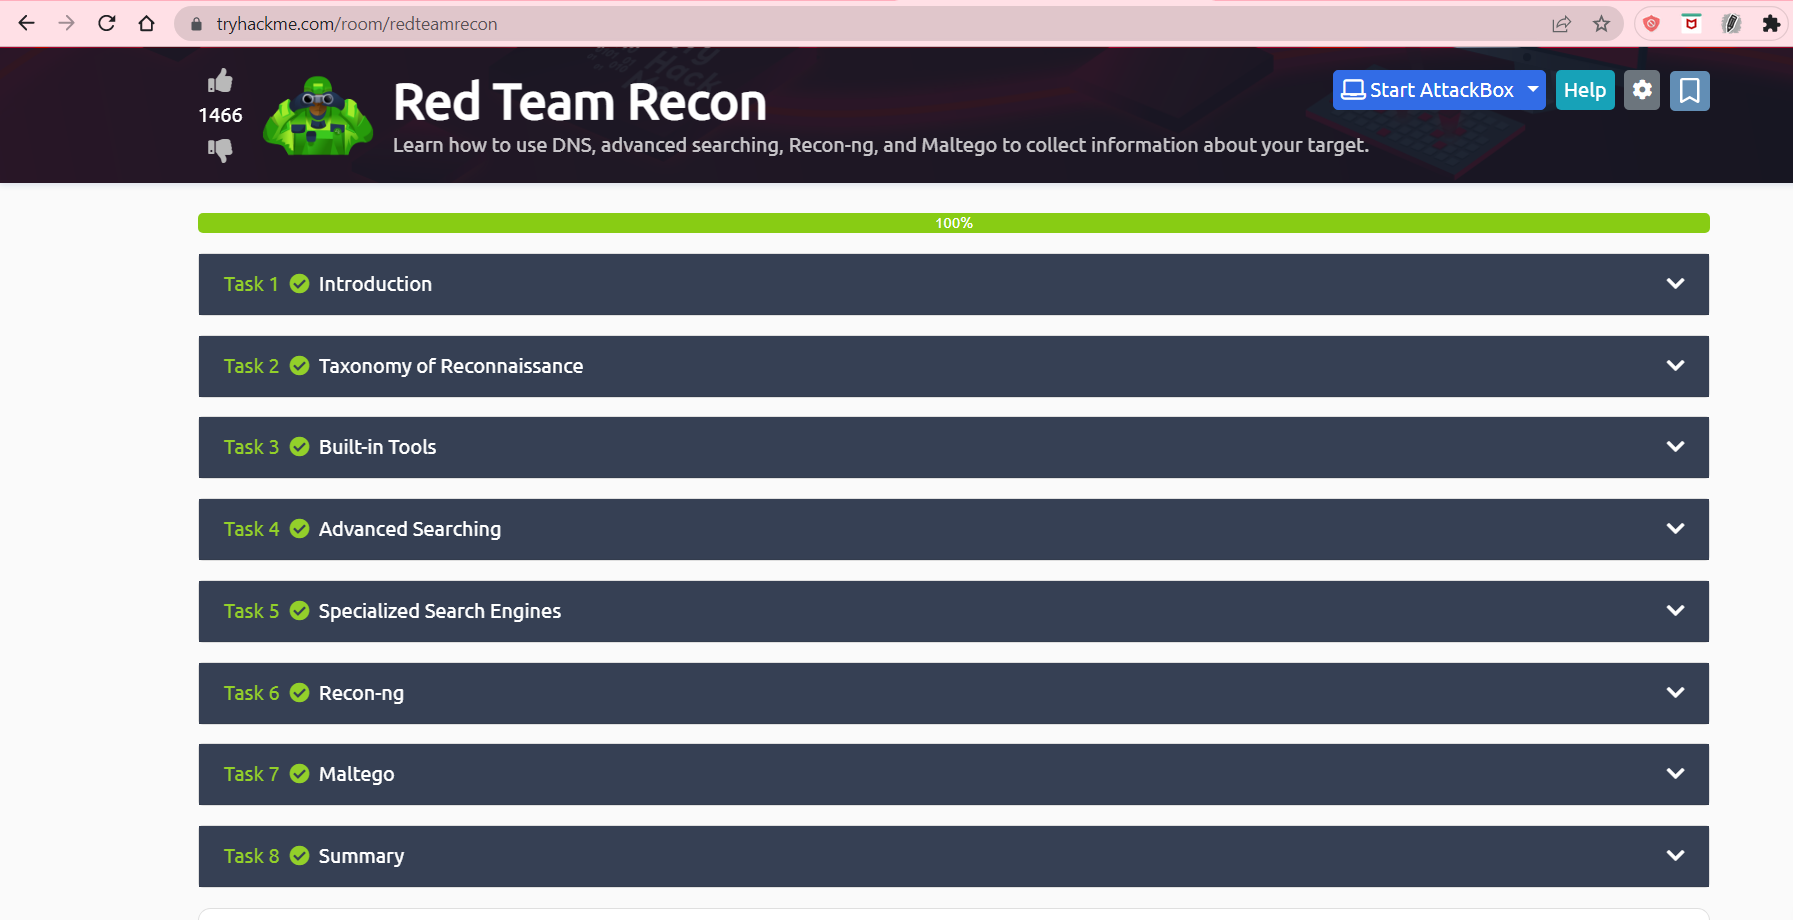 tryhackme.com/room/redteamrecon
1466
Red Team Recon
Learn how to use DNS, advanced searching, Recon-ng, and Maltego to collect information about your target.
Start AttackBox
Help
100%
Task 1 Introduction
Task 2 Taxonomy of Reconnaissance
Task 3 Built-in Tools
Task 4 Advanced Searching
Task 5 Specialized Search Engines
Task 6 Recon-ng
Task 7 Maltego
Task 8 Summary